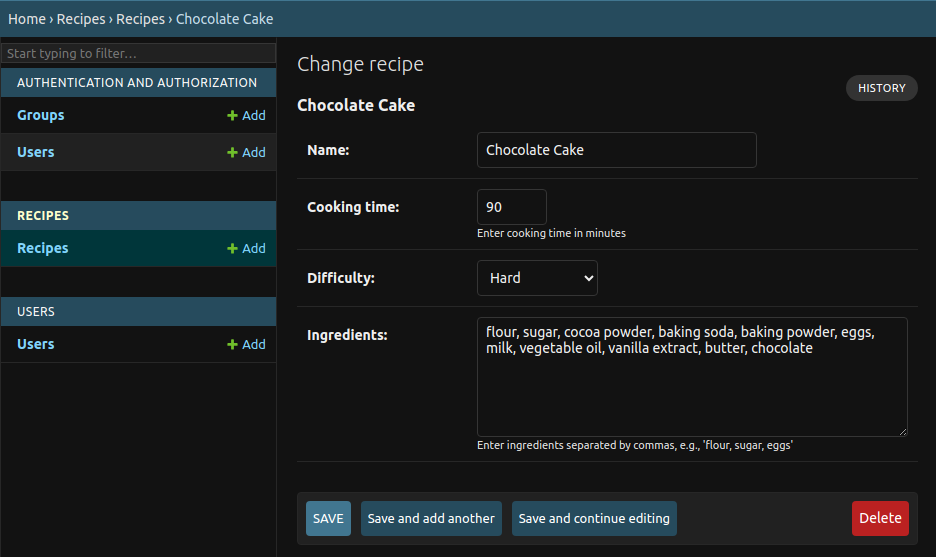 Home › Recipes › Recipes › Chocolate Cake
Start typing to filter…
AUTHENTICATION AND AUTHORIZATION
Groups + Add
Users + Add
RECIPES
Recipes + Add
USERS
Users + Add
Change recipe
HISTORY
Chocolate Cake
Name: Chocolate Cake
Cooking time: 90
Enter cooking time in minutes
Difficulty: Hard
Ingredients: flour, sugar, cocoa powder, baking soda, baking powder, eggs,
milk, vegetable oil, vanilla extract, butter, chocolate
Enter ingredients separated by commas, e.g., 'flour, sugar, eggs'
SAVE Save and add another Save and continue editing Delete